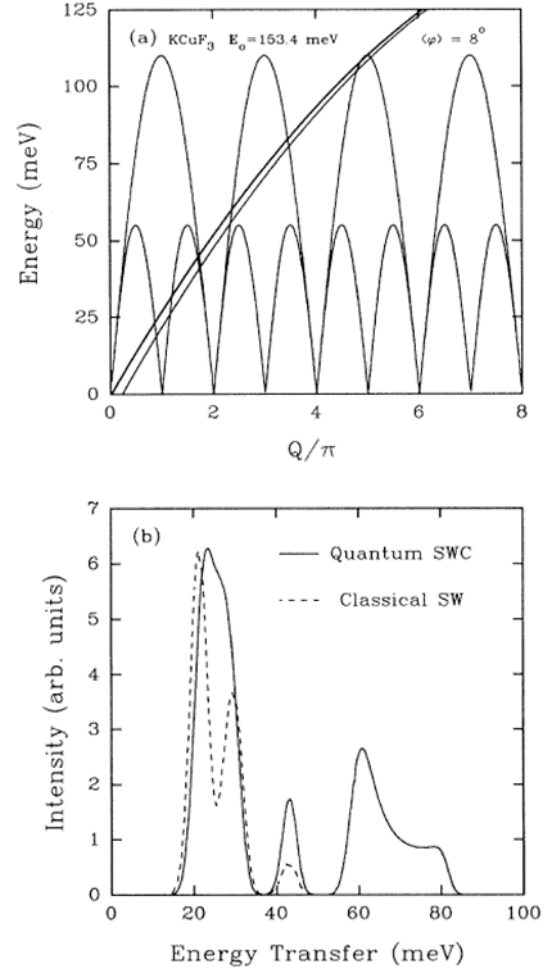 125
(a) KCuF₃ Eₒ=153.4 meV ⟨φ⟩ = 8°
100
75
50
25
0
Energy (meV)
0 2 4 6 8
Q/π
7
(b)
6
Quantum SWC
5
Classical SW
4
3
2
1
0
Intensity (arb. units)
0 20 40 60 80 100
Energy Transfer (meV)